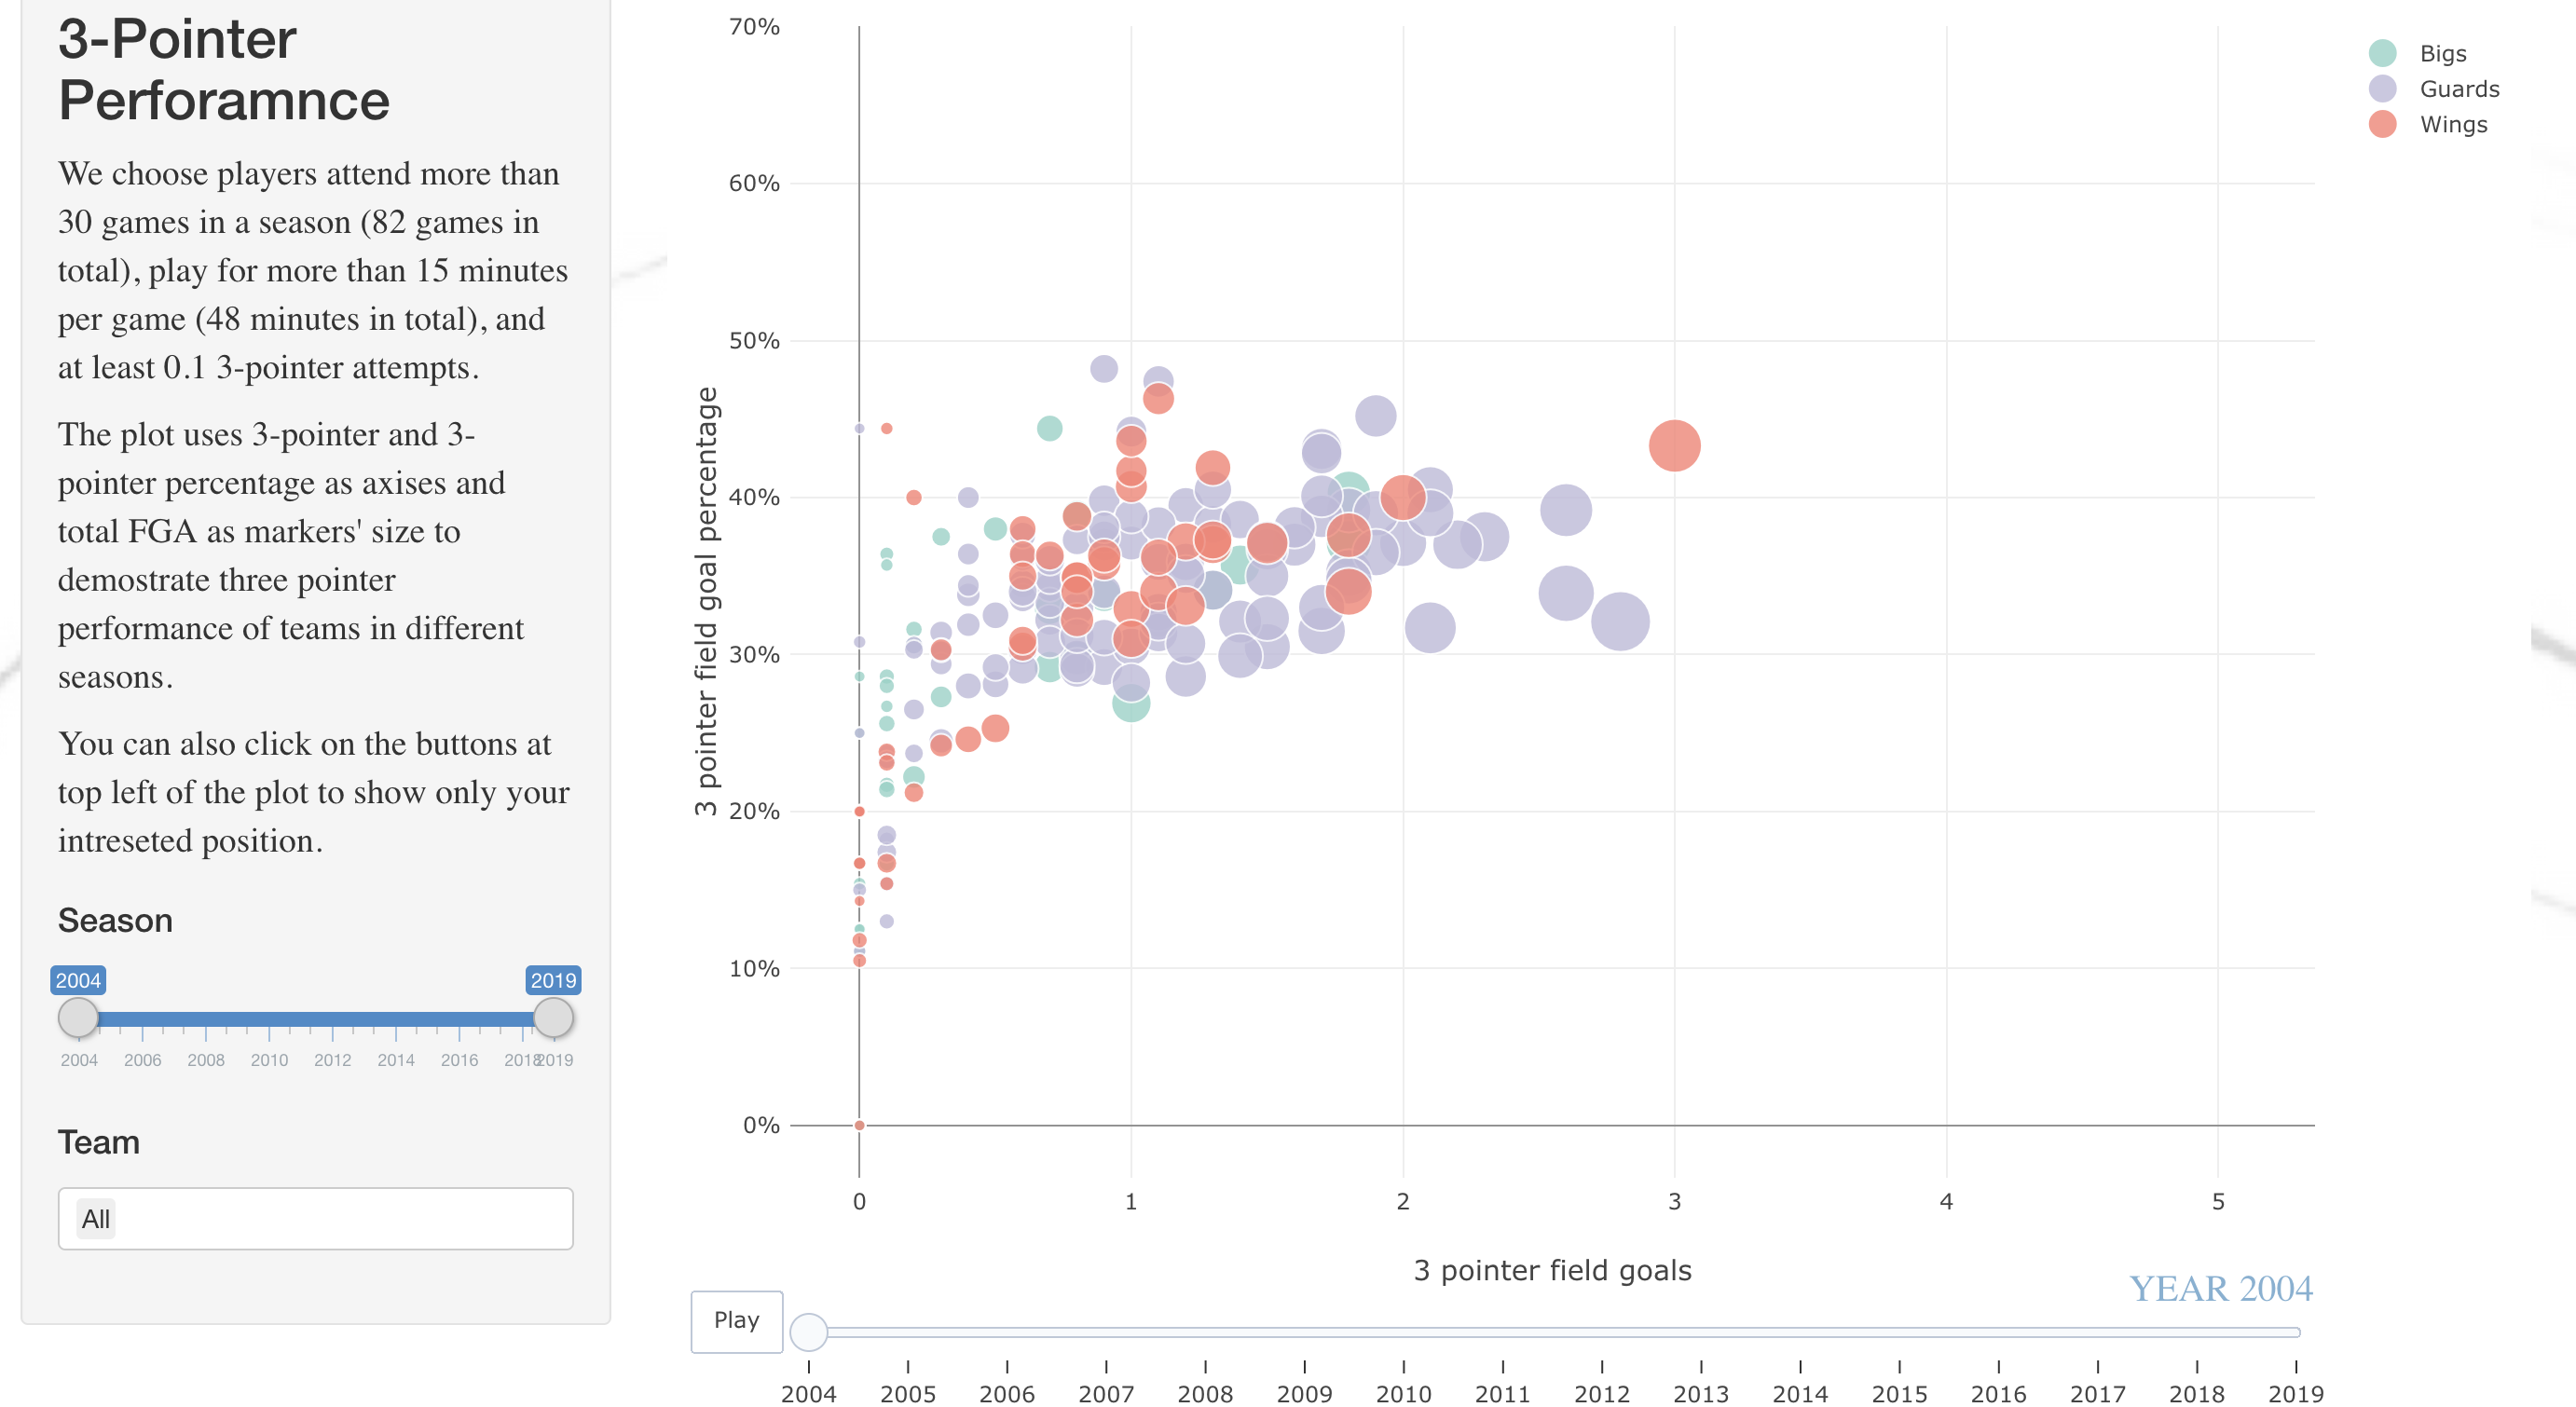 3-Pointer
Perforamnce
We choose players attend more than
30 games in a season (82 games in
total), play for more than 15 minutes
per game (48 minutes in total), and
at least 0.1 3-pointer attempts.
The plot uses 3-pointer and 3-
pointer percentage as axises and
total FGA as markers' size to
demostrate three pointer
performance of teams in different
seasons.
You can also click on the buttons at
top left of the plot to show only your
intreseted position.
Season
2004 2019
2004 2006 2008 2010 2012 2014 2016 2018 2019
Team
All
70%
60%
50%
40%
30%
20%
10%
0%
3 pointer field goal percentage
0 1 2 3 4 5
3 pointer field goals
Bigs
Guards
Wings
YEAR 2004
Play
2004 2005 2006 2007 2008 2009 2010 2011 2012 2013 2014 2015 2016 2017 2018 2019